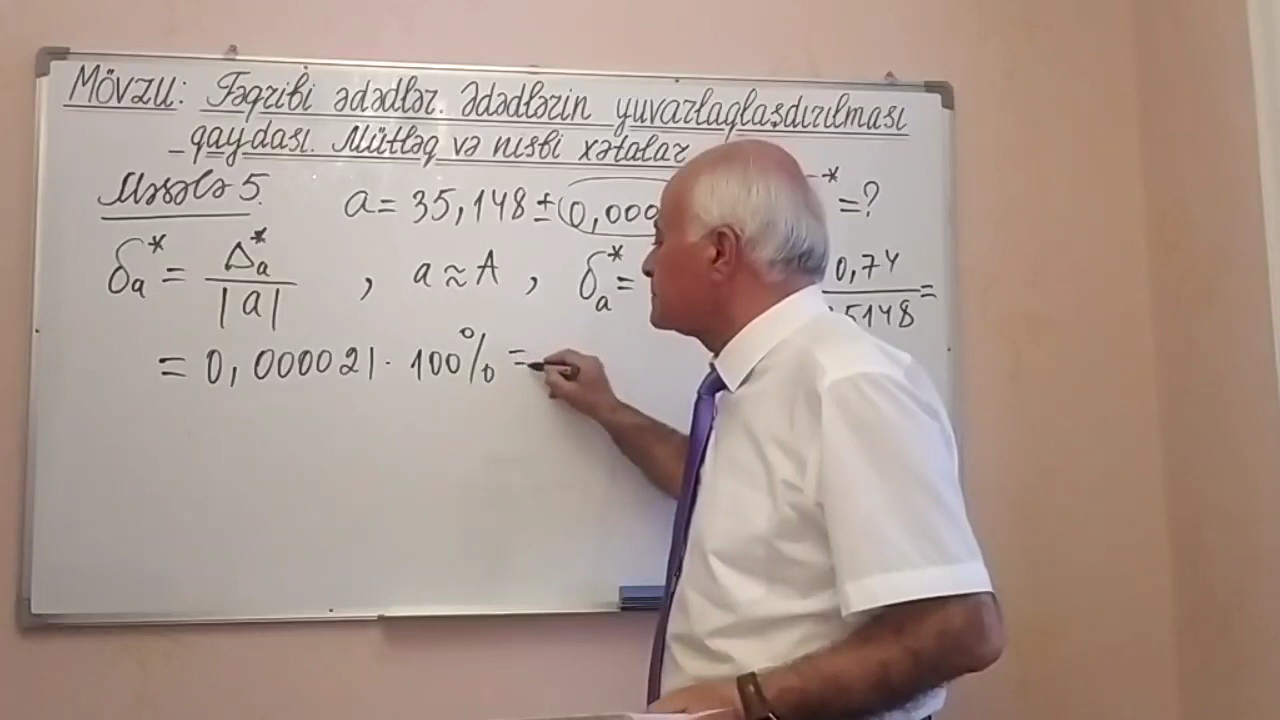 MÖVZU: Təqribi ədədlər. Ədədlərin yuvarlaqlaşdırılması
qaydası. Mütləq və nisbi xətalar
Məsələ 5. a = 35,148 ± (0,000 * = ?
δa* = Δa* / |a| , a ≈ A , δa* = 0,74 / 5148 =
= 0,000021 · 100% =